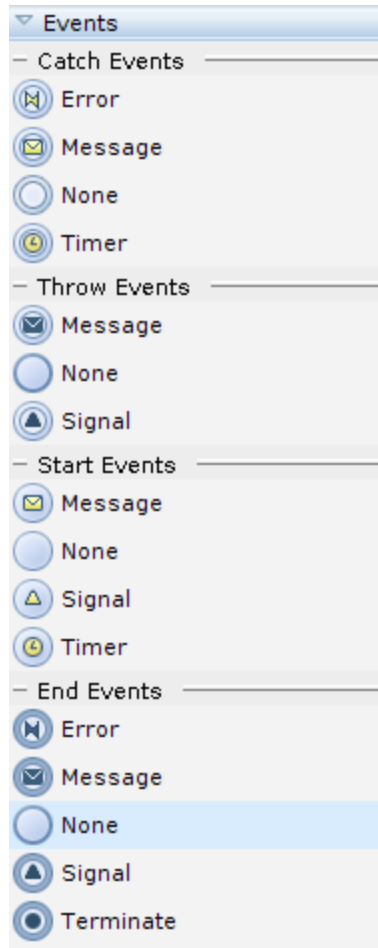 Events
Catch Events
Error
Message
None
Timer
Throw Events
Message
None
Signal
Start Events
Message
None
Signal
Timer
End Events
Error
Message
None
Signal
Terminate